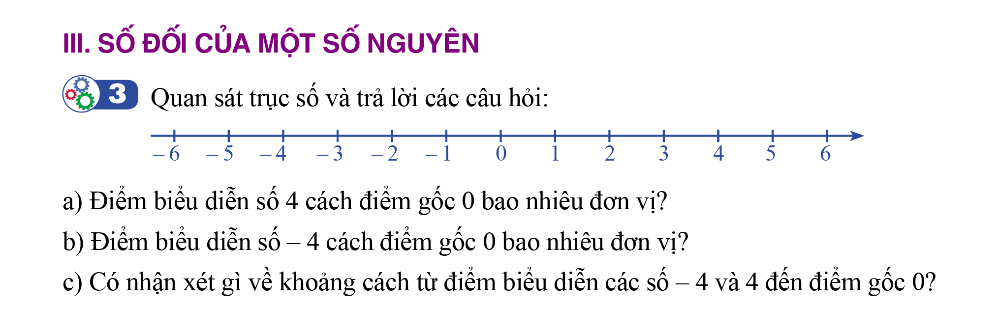 III. SỐ ĐỐI CỦA MỘT SỐ NGUYÊN
3 Quan sát trục số và trả lời các câu hỏi:
– 6 – 5 – 4 – 3 – 2 – 1 0 1 2 3 4 5 6
a) Điểm biểu diễn số 4 cách điểm gốc 0 bao nhiêu đơn vị?
b) Điểm biểu diễn số – 4 cách điểm gốc 0 bao nhiêu đơn vị?
c) Có nhận xét gì về khoảng cách từ điểm biểu diễn các số – 4 và 4 đến điểm gốc 0?